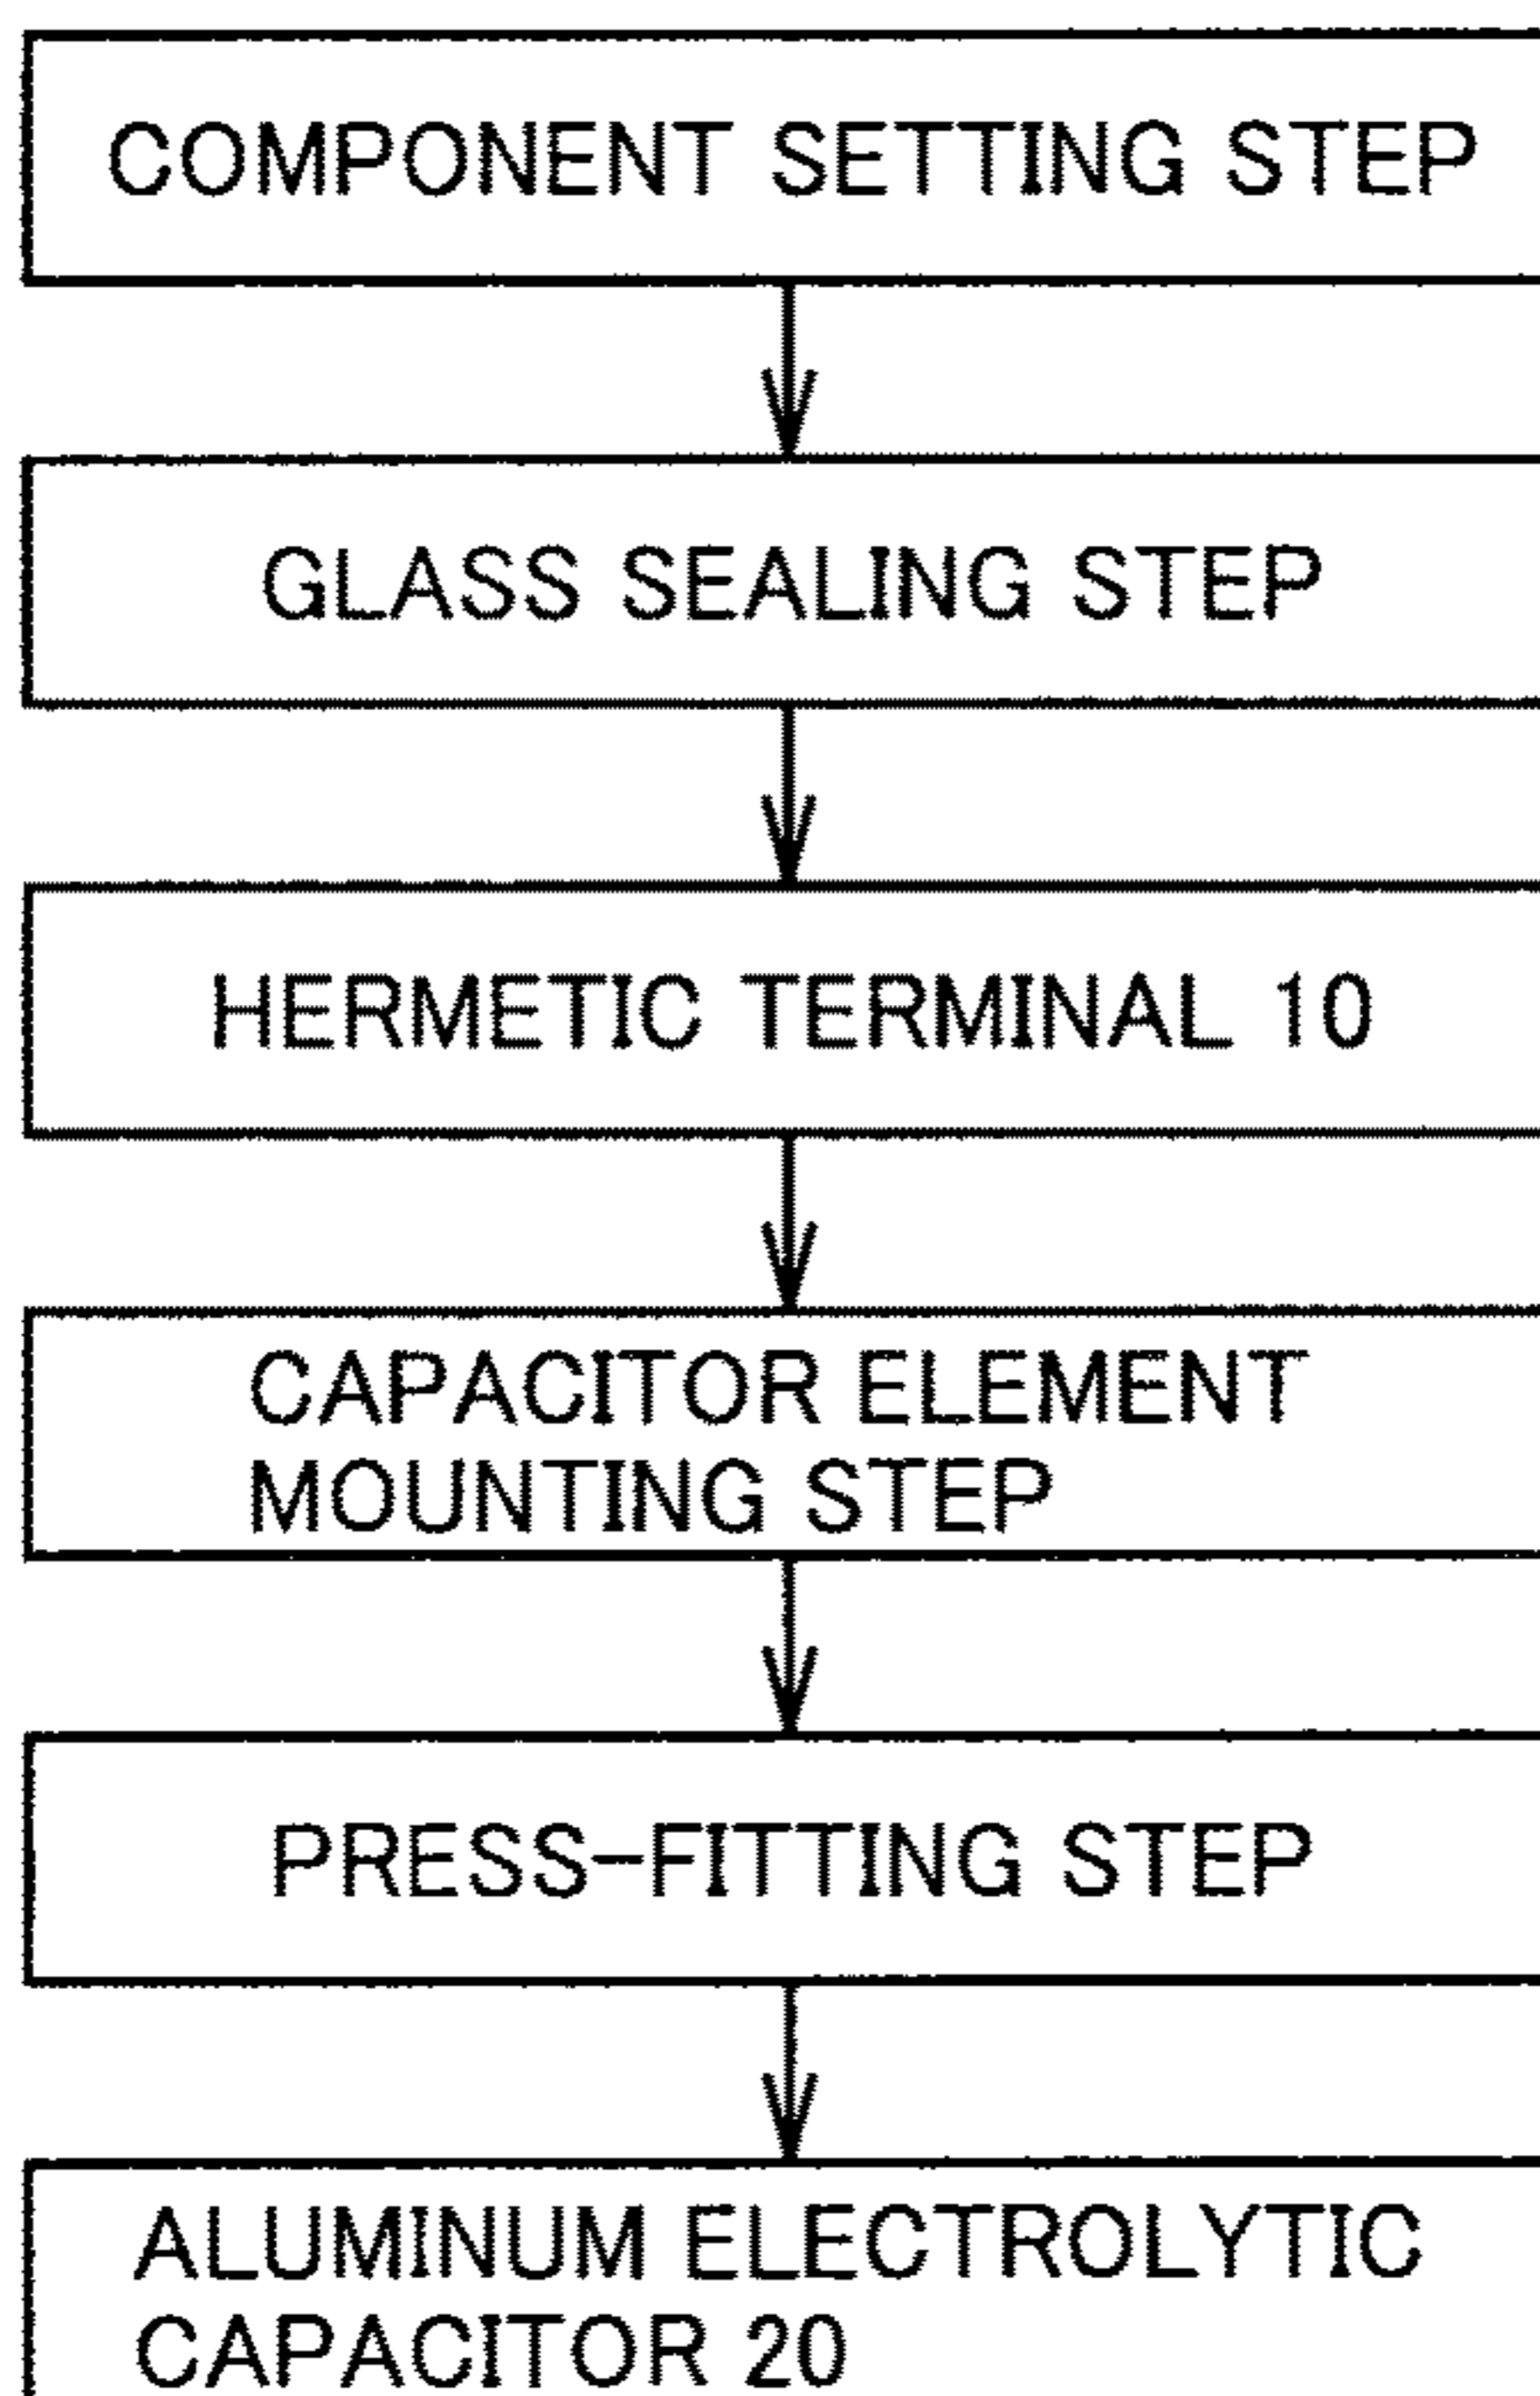 COMPONENT SETTING STEP
GLASS SEALING STEP
HERMETIC TERMINAL 10
CAPACITOR ELEMENT
MOUNTING STEP
PRESS-FITTING STEP
ALUMINUM ELECTROLYTIC
CAPACITOR 20